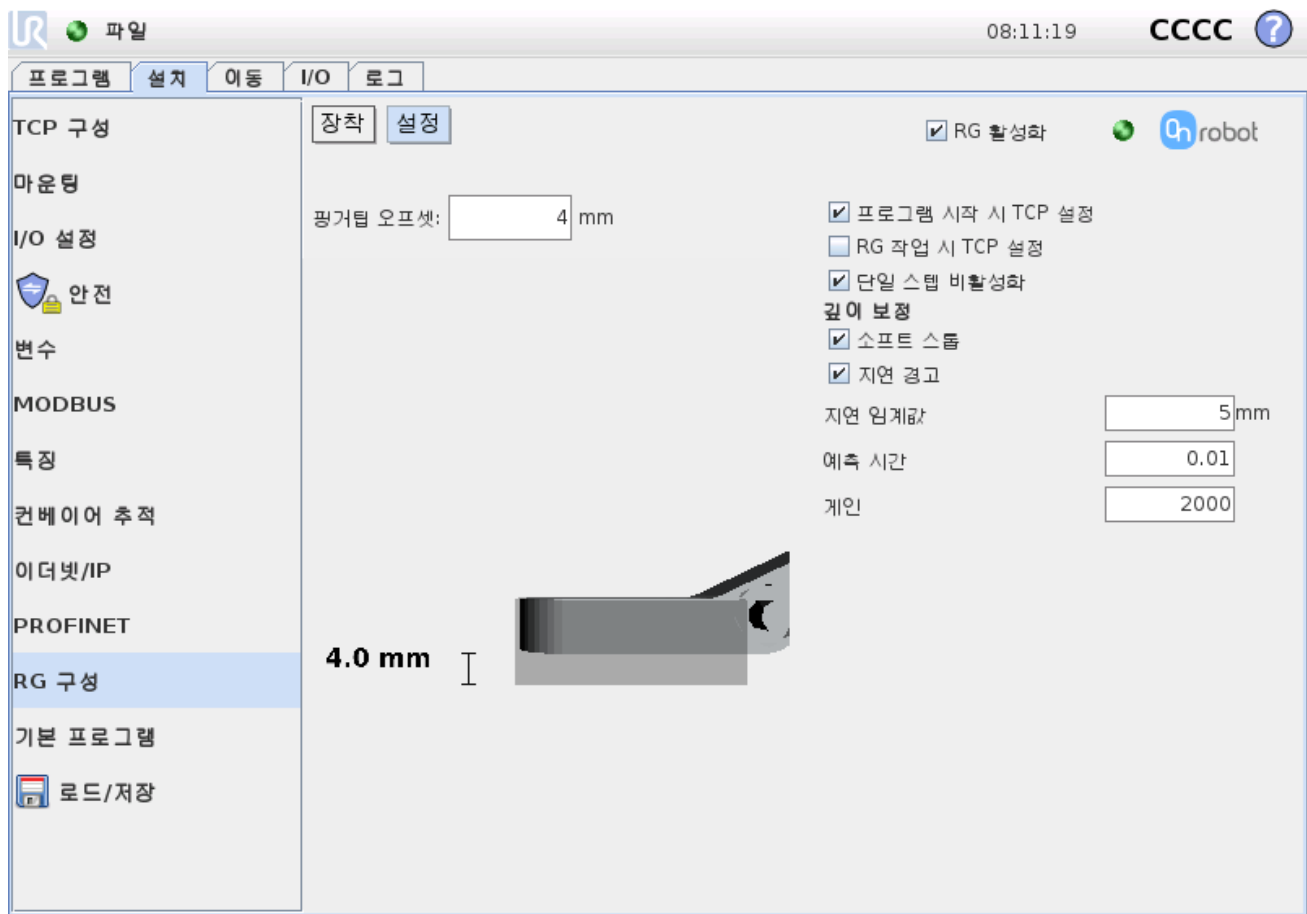 UR 파일 08:11:19 CCCC ?
프로그램 설치 이동 I/O 로그
TCP 구성
마운팅
I/O 설정
안전
변수
MODBUS
특징
컨베이어 추적
이더넷/IP
PROFINET
RG 구성
기본 프로그램
로드/저장
장착 설정
RG 활성화
On robot
핑거팁 오프셋: 4 mm
4.0 mm
프로그램 시작 시 TCP 설정
RG 작업 시 TCP 설정
단일 스텝 비활성화
깊이 보정
소프트 스톱
지연 경고
지연 임계값 5 mm
예측 시간 0.01
게인 2000